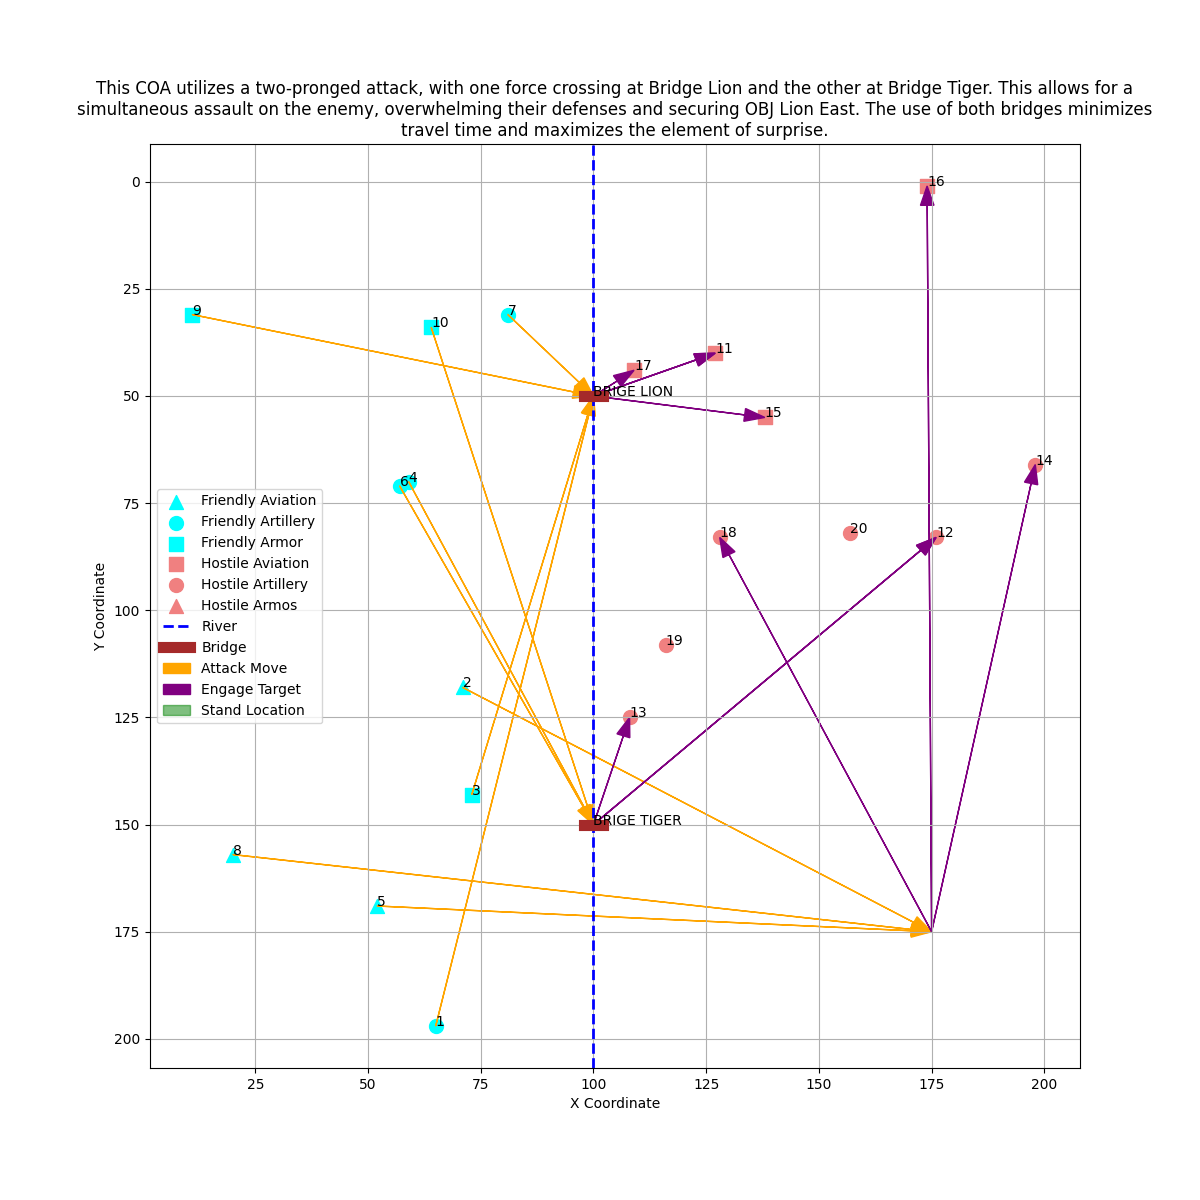 This COA utilizes a two-pronged attack, with one force crossing at Bridge Lion and the other at Bridge Tiger. This allows for a
simultaneous assault on the enemy, overwhelming their defenses and securing OBJ Lion East. The use of both bridges minimizes
travel time and maximizes the element of surprise.
0
16
25
9
10
7
11
17
50
BRIGE LION
15
14
6
4
75
18
20
12
Friendly Aviation
Friendly Artillery
Friendly Armor
Hostile Aviation
Hostile Artillery
Hostile Armos
River
Bridge
Attack Move
Engage Target
Stand Location
Y Coordinate
100
19
2
125
13
3
150
BRIGE TIGER
8
5
175
1
200
25
50
75
100
125
150
175
200
X Coordinate